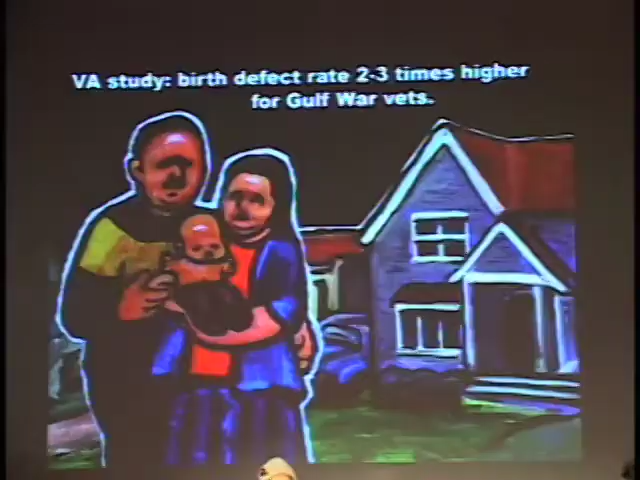 VA study: birth defect rate 2-3 times higher
for Gulf War vets.